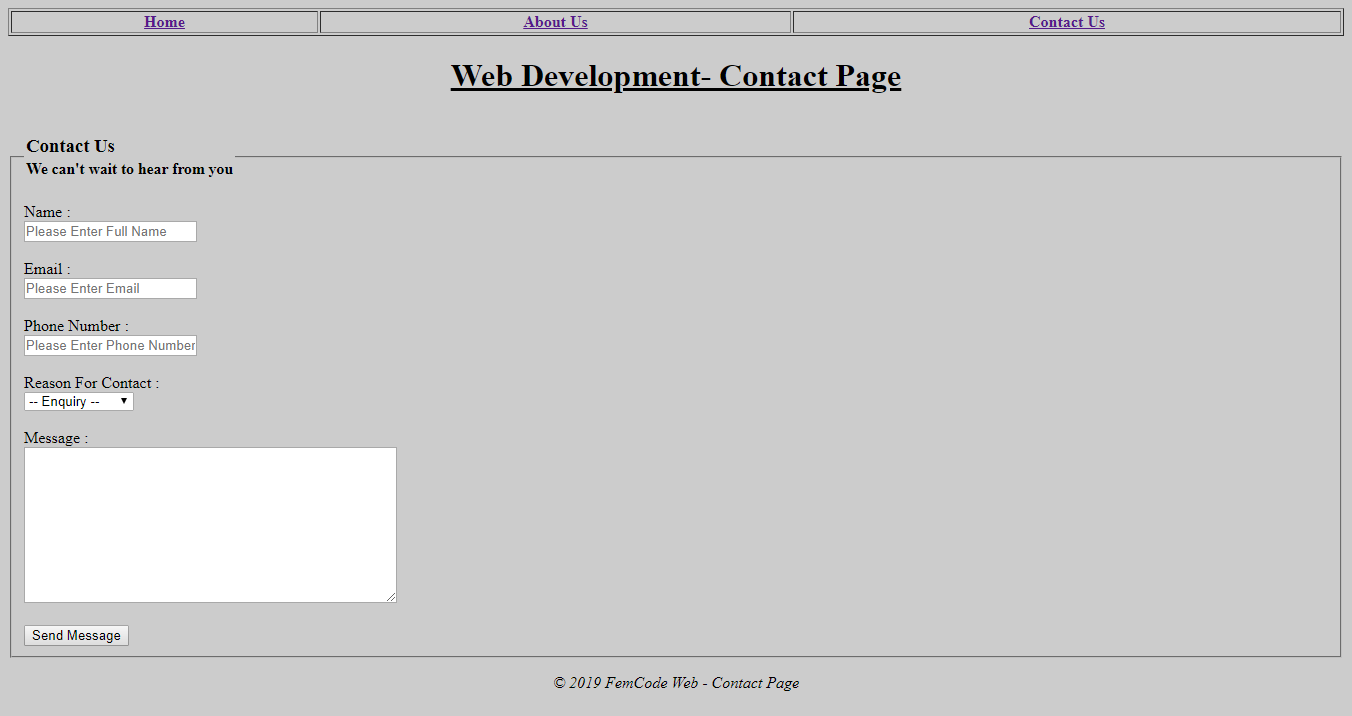 Home About Us Contact Us
Web Development- Contact Page
Contact Us
We can't wait to hear from you
Name :
Please Enter Full Name
Email :
Please Enter Email
Phone Number :
Please Enter Phone Number
Reason For Contact :
-- Enquiry --
Message :
Send Message
© 2019 FemCode Web - Contact Page